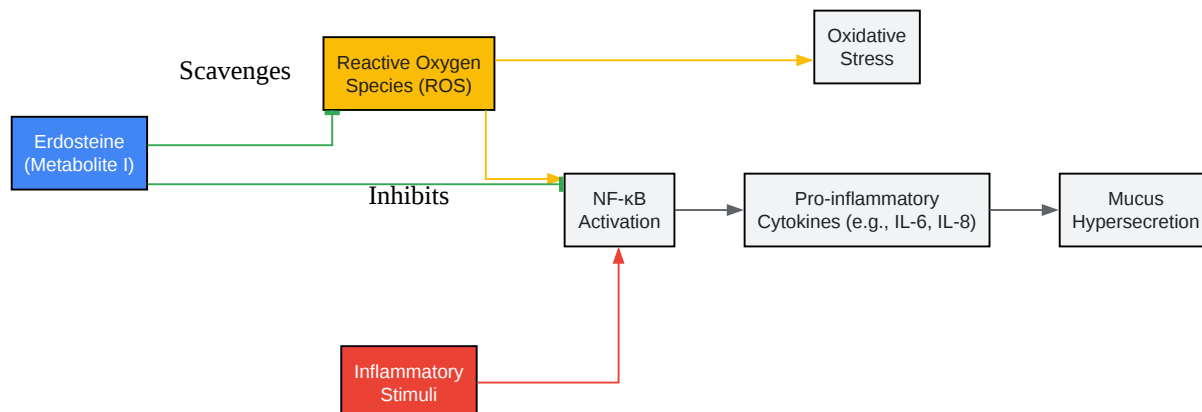 Oxidative
Stress
Scavenges
Reactive Oxygen
Species (ROS)
Erdosteine
(Metabolite I)
Inhibits
NF-κB
Activation
Pro-inflammatory
Cytokines (e.g., IL-6, IL-8)
Mucus
Hypersecretion
Inflammatory
Stimuli